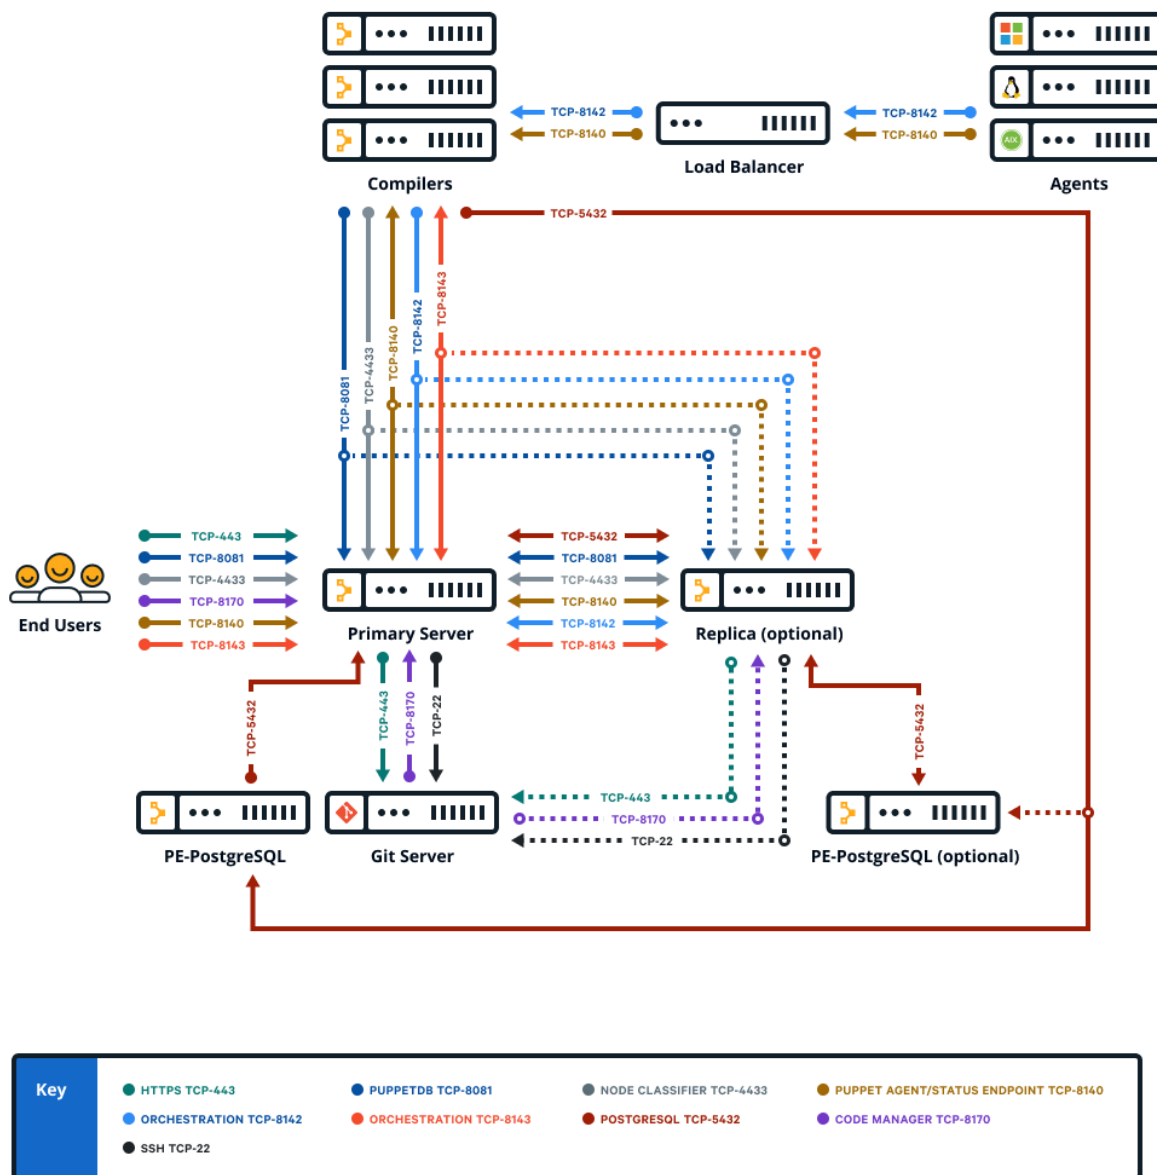 TCP-8142
TCP-8142
TCP-8140
TCP-8140
AIX
Load Balancer
Compilers
Agents
TCP-5432
TCP-8143
TCP-8142
TCP-8140
TCP-4433
TCP-8081
TCP-443
TCP-5432
TCP-8081
TCP-8081
TCP-4433
TCP-4433
TCP-8170
TCP-8140
TCP-8140
TCP-8142
TCP-8143
TCP-8143
End Users
Primary Server
Replica (optional)
TCP-5432
TCP-443
TCP-8170
TCP-22
TCP-5432
TCP-443
TCP-8170
TCP-22
PE-PostgreSQL
Git Server
PE-PostgreSQL (optional)
Key
HTTPS TCP-443
PUPPETDB TCP-8081
NODE CLASSIFIER TCP-4433
PUPPET AGENT/STATUS ENDPOINT TCP-8140
ORCHESTRATION TCP-8142
ORCHESTRATION TCP-8143
POSTGRESQL TCP-5432
CODE MANAGER TCP-8170
SSH TCP-22